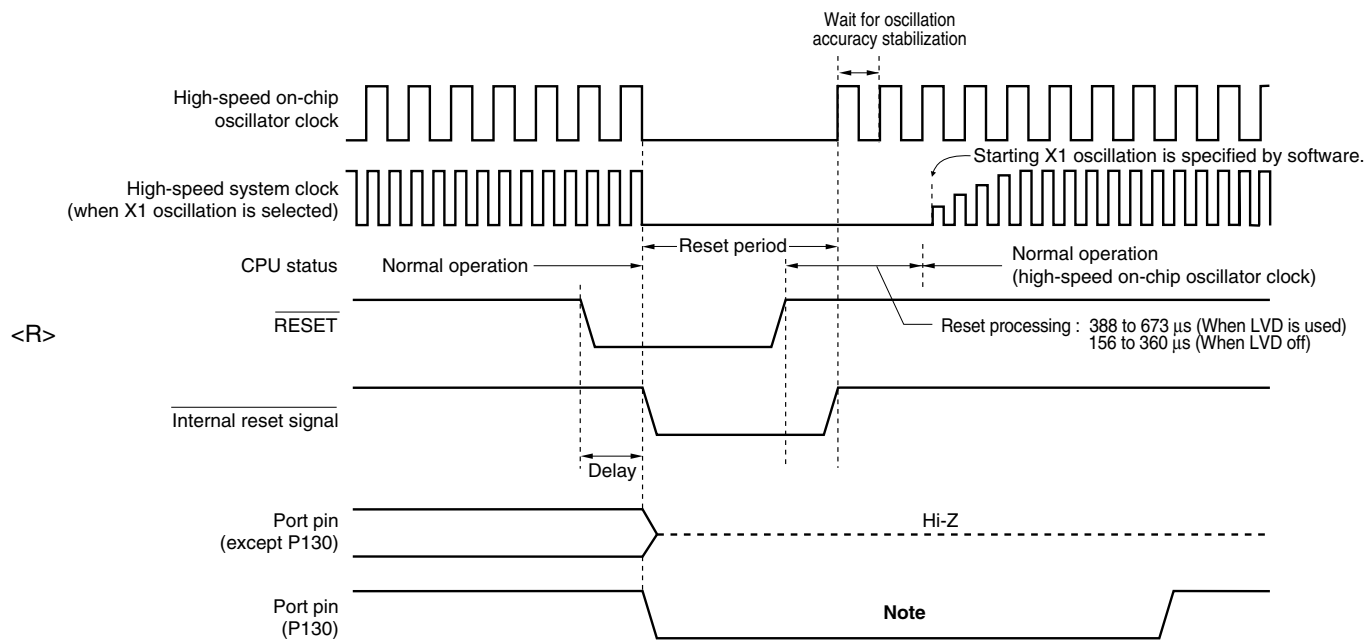 Wait for oscillation
accuracy stabilization
High-speed on-chip
oscillator clock
Starting X1 oscillation is specified by software.
High-speed system clock
(when X1 oscillation is selected)
Reset period
CPU status
Normal operation
Normal operation
(high-speed on-chip oscillator clock)
<R>
RESET
Reset processing : 388 to 673 μs (When LVD is used)
156 to 360 μs (When LVD off)
Internal reset signal
Delay
Port pin
(except P130)
Hi-Z
Port pin
(P130)
Note